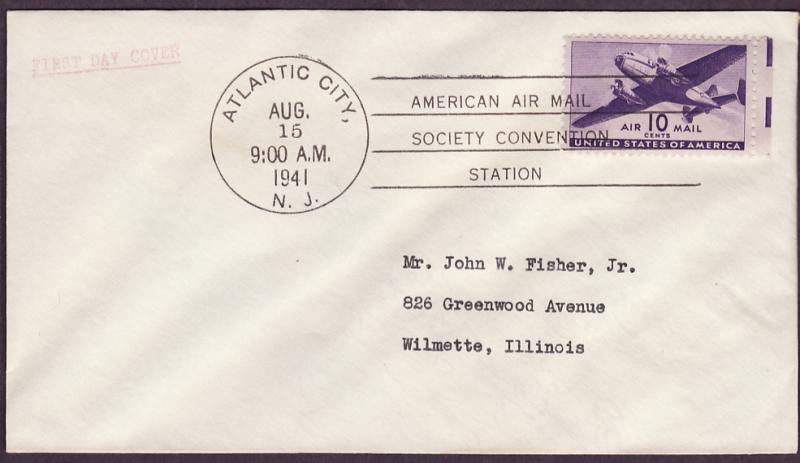 FIRST DAY COVER
ATLANTIC CITY,
AUG.
15
9:00 A.M.
1941
N. J.
AMERICAN AIR MAIL
SOCIETY CONVENTION
STATION
10
CENTS
AIR MAIL
UNITED STATES OF AMERICA
Mr. John W. Fisher, Jr.
826 Greenwood Avenue
Wilmette, Illinois